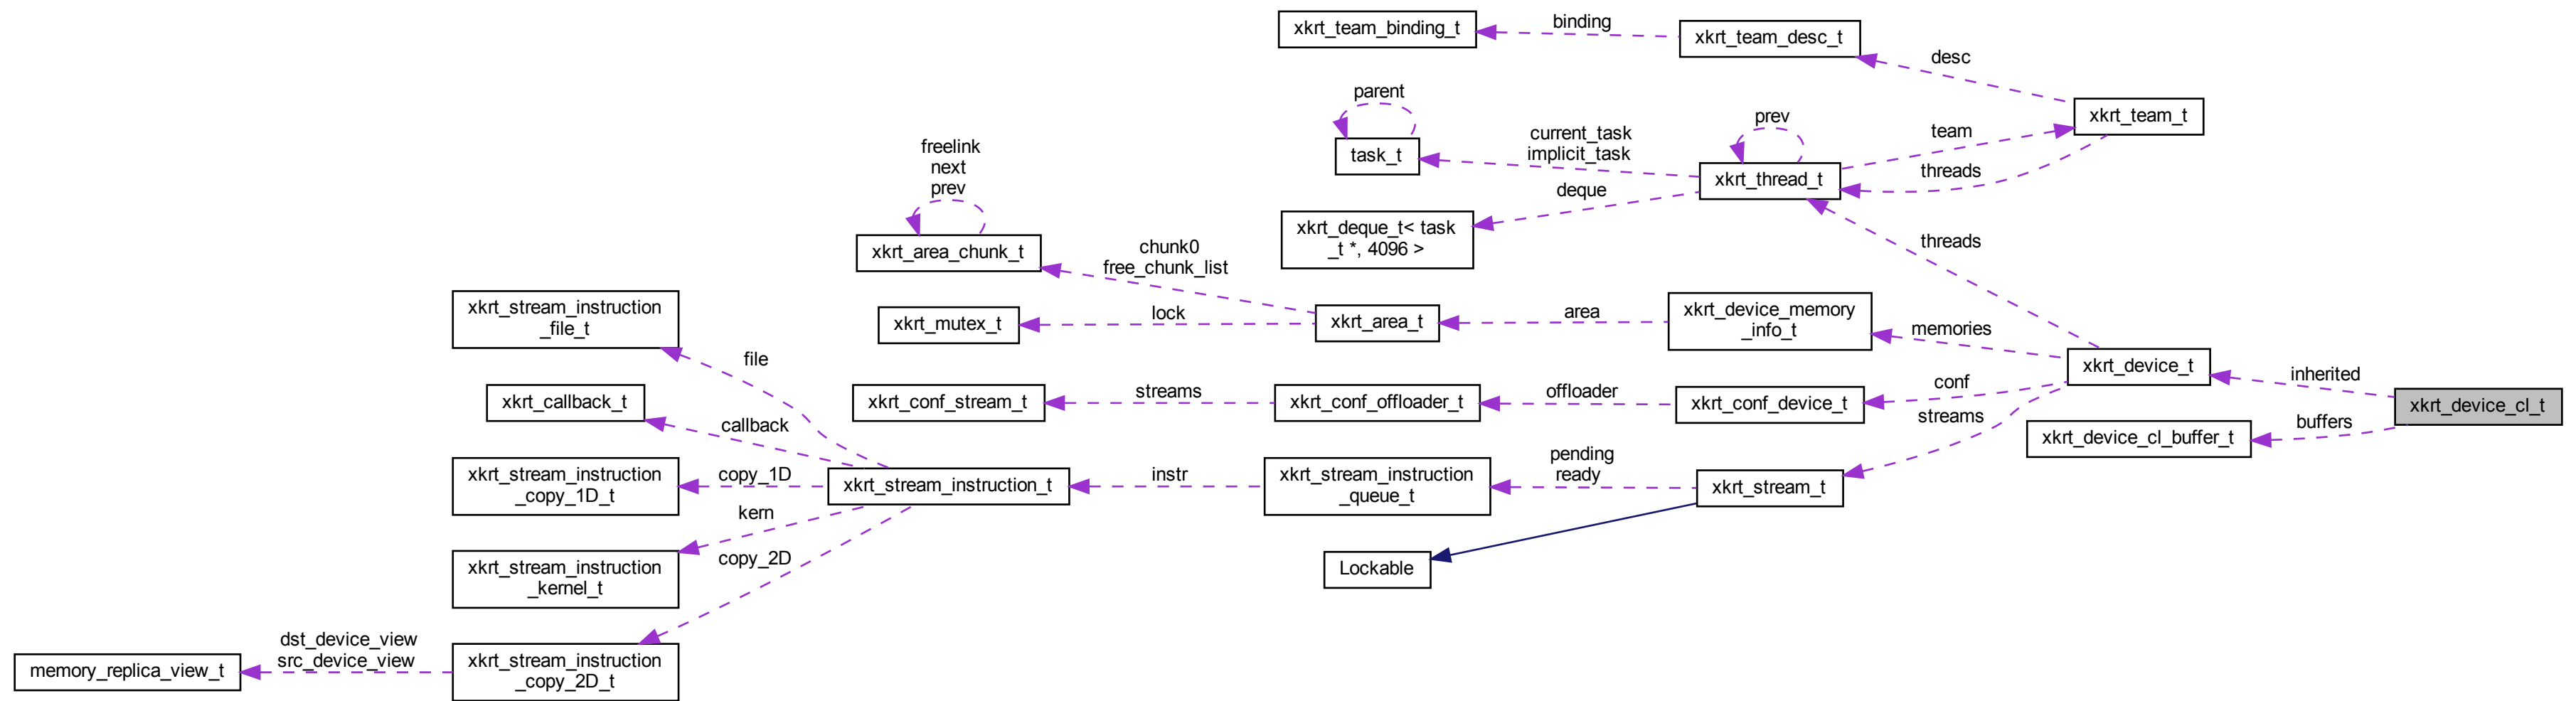 xkrt_team_binding_t
binding
xkrt_team_desc_t
desc
xkrt_team_t
parent
task_t
current_task
implicit_task
prev
xkrt_thread_t
team
threads
deque
xkrt_deque_t< task
_t *, 4096 >
threads
freelink
next
prev
xkrt_area_chunk_t
chunk0
free_chunk_list
xkrt_mutex_t
lock
xkrt_area_t
area
xkrt_device_memory
_info_t
memories
xkrt_device_t
inherited
xkrt_device_cl_t
xkrt_stream_instruction
_file_t
file
xkrt_callback_t
callback
xkrt_conf_stream_t
streams
xkrt_conf_offloader_t
offloader
xkrt_conf_device_t
conf
streams
xkrt_device_cl_buffer_t
buffers
xkrt_stream_instruction
_copy_1D_t
copy_1D
xkrt_stream_instruction_t
instr
xkrt_stream_instruction
_queue_t
pending
ready
xkrt_stream_t
kern
xkrt_stream_instruction
_kernel_t
copy_2D
Lockable
memory_replica_view_t
dst_device_view
src_device_view
xkrt_stream_instruction
_copy_2D_t